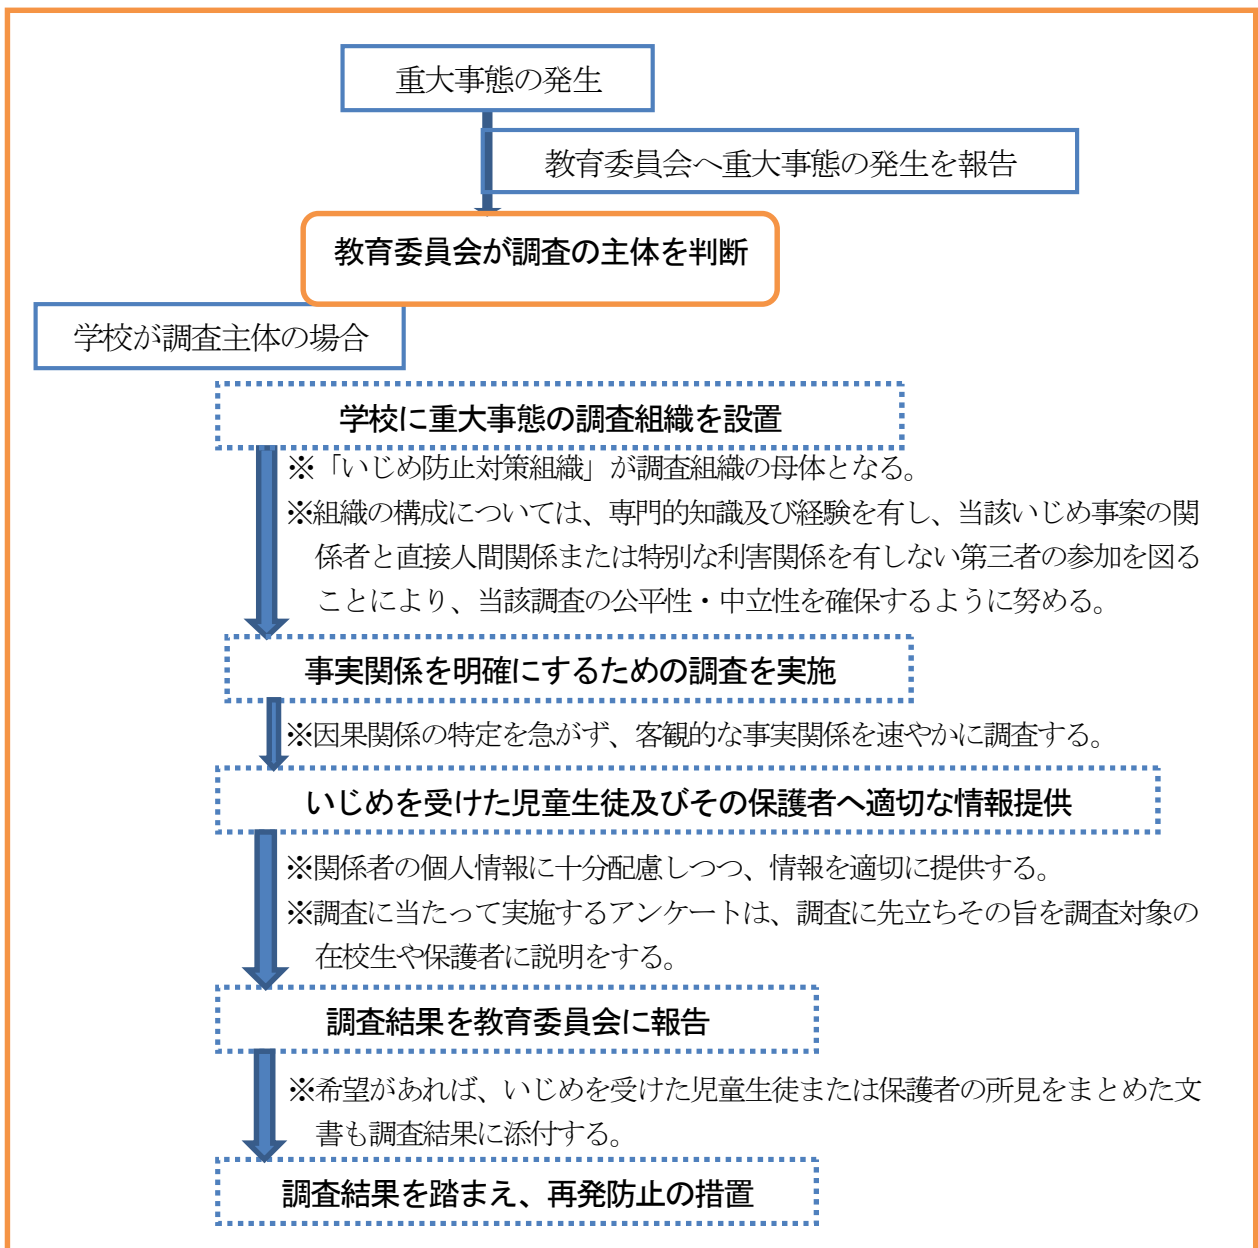 重大事態の発生
教育委員会へ重大事態の発生を報告
教育委員会が調査の主体を判断
学校が調査主体の場合
学校に重大事態の調査組織を設置
※「いじめ防止対策組織」が調査組織の母体となる。
※組織の構成については、専門的知識及び経験を有し、当該いじめ事案の関
係者と直接人間関係または特別な利害関係を有しない第三者の参加を図る
ことにより、当該調査の公平性・中立性を確保するように努める。
事実関係を明確にするための調査を実施
※因果関係の特定を急がず、客観的な事実関係を速やかに調査する。
いじめを受けた児童生徒及びその保護者へ適切な情報提供
※関係者の個人情報に十分配慮しつつ、情報を適切に提供する。
※調査に当たって実施するアンケートは、調査に先立ちその旨を調査対象の
在校生や保護者に説明をする。
調査結果を教育委員会に報告
※希望があれば、いじめを受けた児童生徒または保護者の所見をまとめた文
書も調査結果に添付する。
調査結果を踏まえ、再発防止の措置